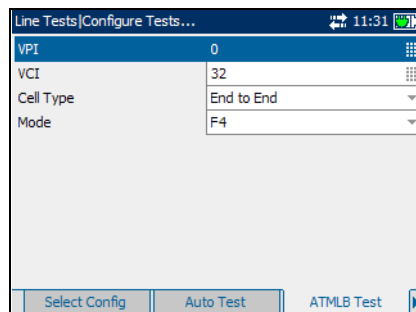 Line Tests|Configure Tests... 11:31
VPI 0
VCI 32
Cell Type End to End
Mode F4
Select Config Auto Test ATMLB Test